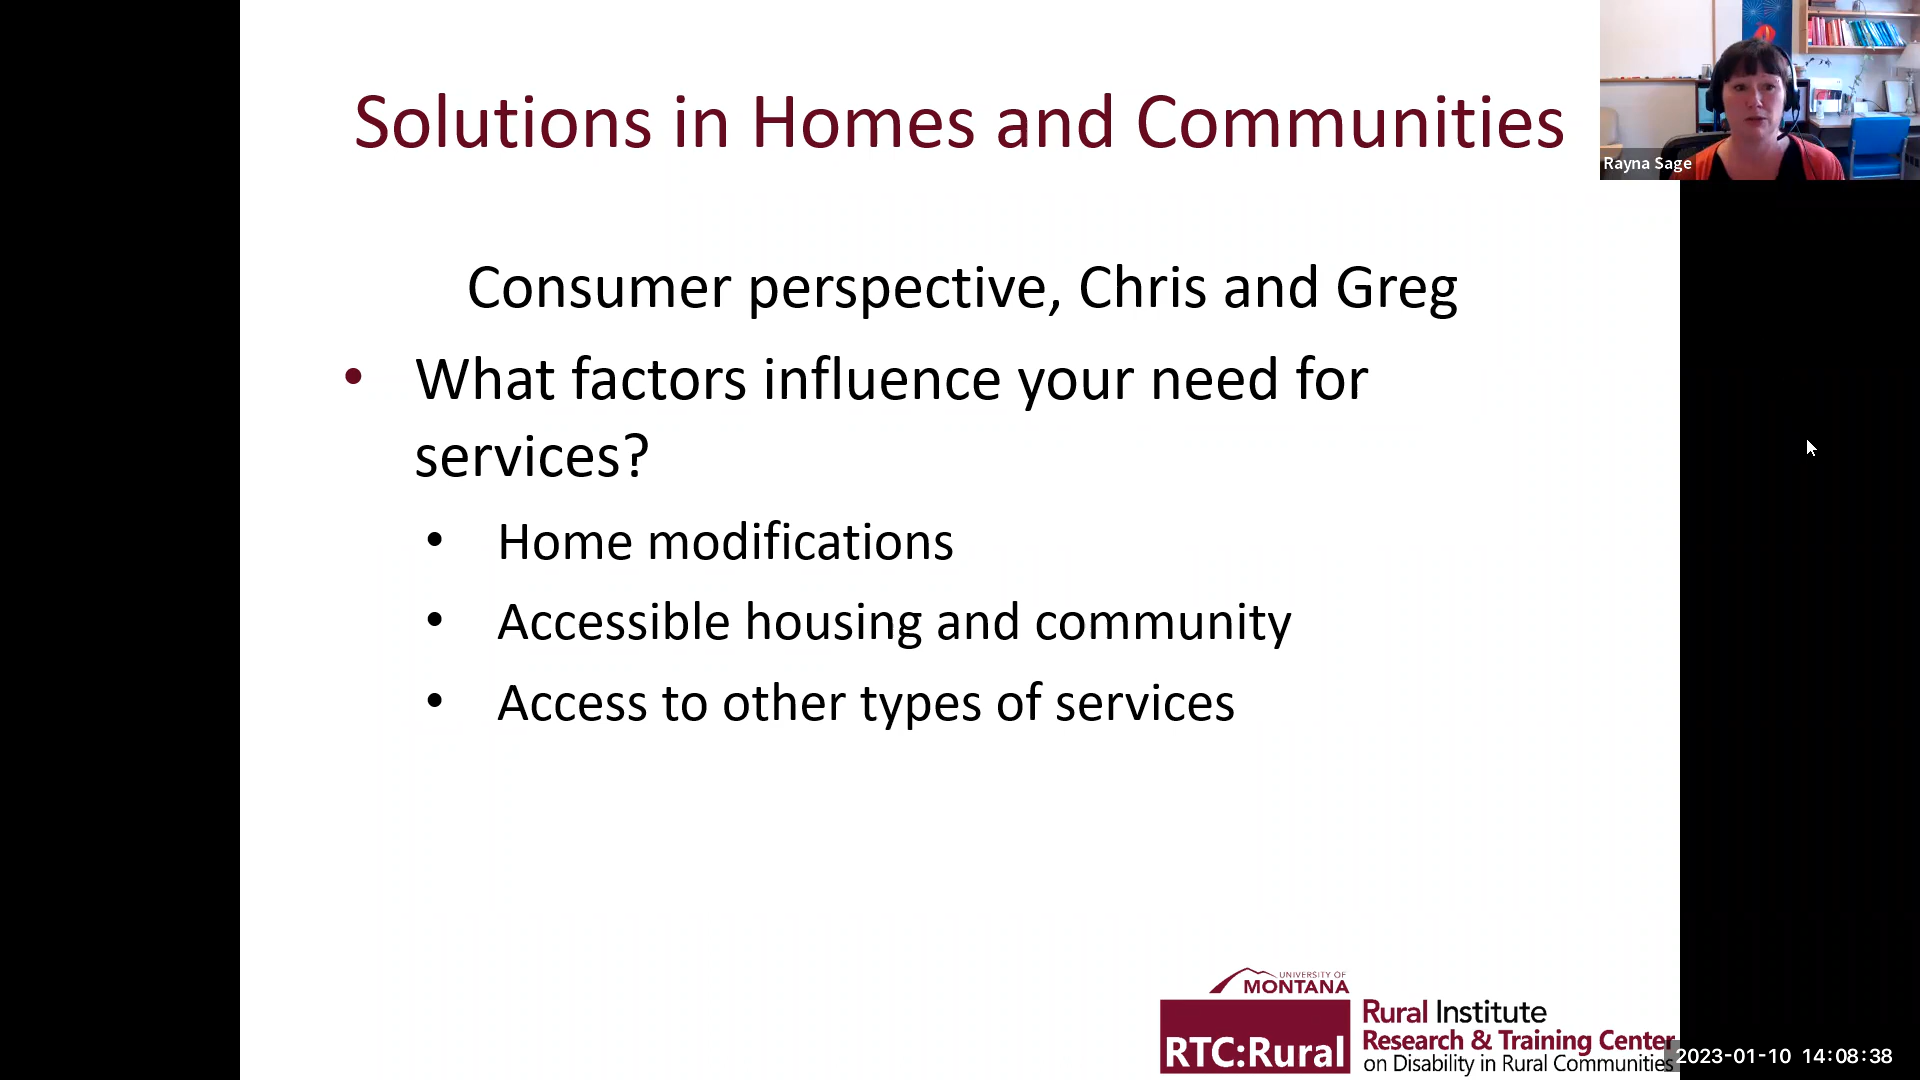 Solutions in Homes and Communities
Rayna Sage
Consumer perspective, Chris and Greg
• What factors influence your need for
services?
• Home modifications
• Accessible housing and community
• Access to other types of services
UNIVERSITY OF
MONTANA
RTC:Rural
Rural Institute
Research & Training Center
on Disability in Rural Communities
2023-01-10 14:08:38